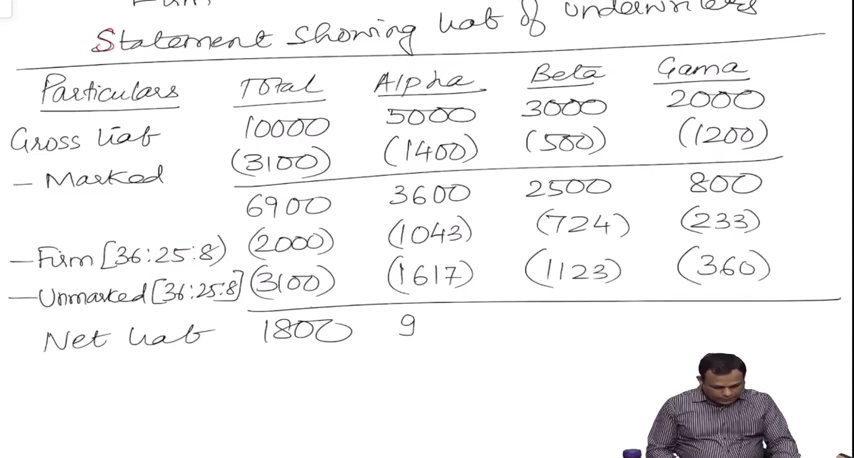 Statement showing liab of underwriters
Particulars Total Alpha Beta Gama
Gross liab 10000 5000 3000 2000
- Marked (3100) (1400) (500) (1200)
6900 3600 2500 800
- Firm [36:25:8) (2000) (1043) (724) (233)
- Unmarked [36:25:8] (3100) (1617) (1123) (360)
Net liab 1800 9